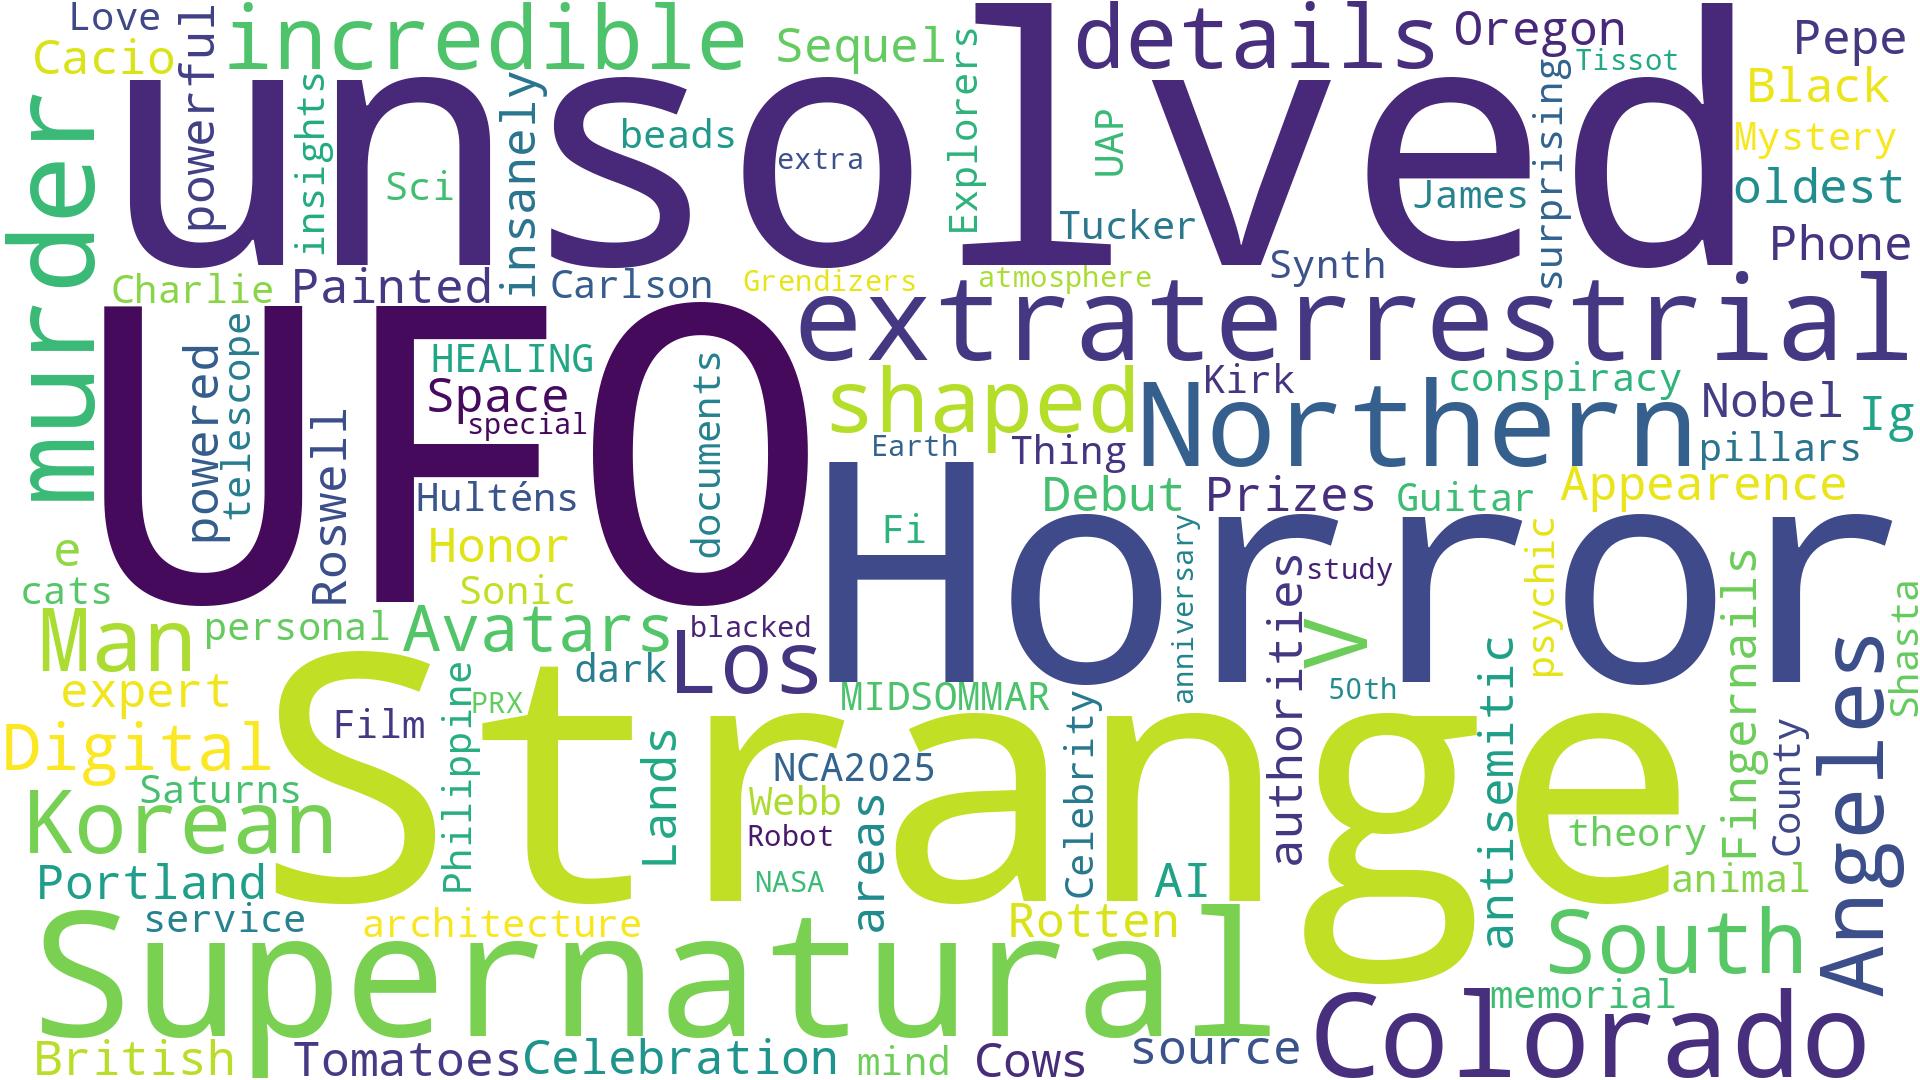 Love
Cacio
powerful
incredible
Sequel
Explorers
details
Oregon
Tissot
Pepe
Black
Mystery
oldest
Phone
murder
unsolved
insights
Sci
insanely
beads
extra
UAP
Tucker
James
surprising
Synth
Charlie
Painted
Carlson
Grendizers
atmosphere
extraterrestrial
UFO
powered
telescope
Roswell
HEALING
Space
special
documents
Hulténs
Honor
Sonic
shaped
Kirk
conspiracy
Northern
Nobel
Ig
pillars
Earth
Thing
Debut
Prizes
Guitar
Appearence
Horror
Fi
anniversary
study
psychic
authorities
V
50th
Fingernails
Shasta
e
cats
Man
personal
Avatars
blacked
Los
dark
expert
Digital
Film
PRX
Philippine
MIDSOMMAR
Strange
Saturns
Korean
Lands
NCA2025
Webb
Robot
NASA
areas
Celebrity
AI
antisemitic
theory
County
Angeles
animal
Portland
service
architecture
Rotten
Supernatural
South
memorial
Colorado
British
Tomatoes
Celebration
mind
Cows
source